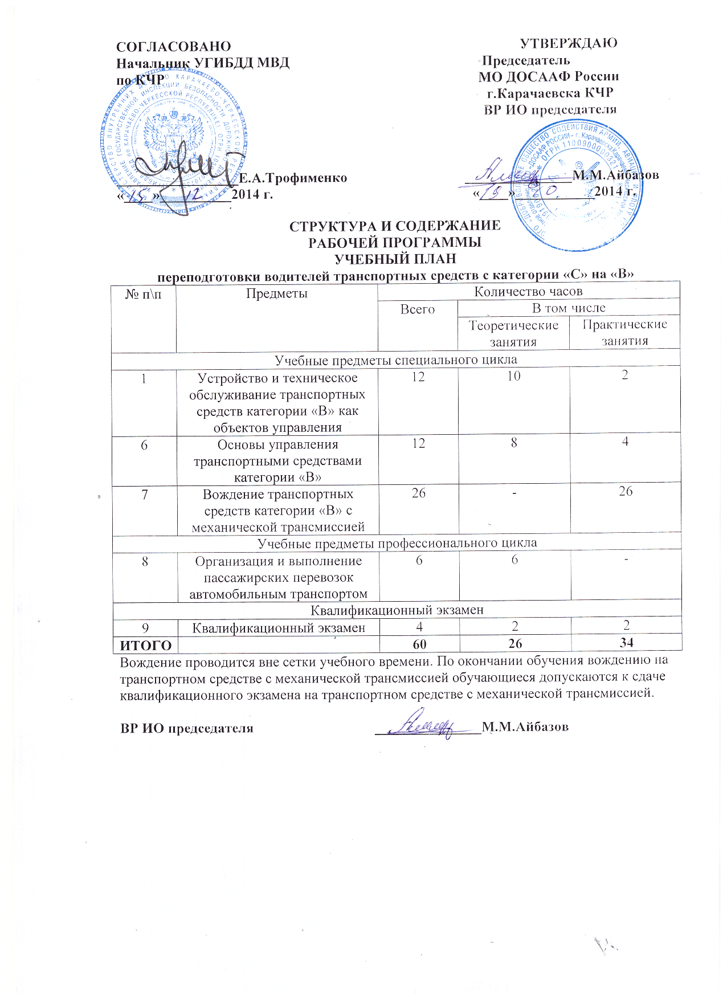 СОГЛАСОВАНО
Начальник УГИБДД МВД
по КЧР
Е.А.Трофименко
«15» 12 2014 г.
УТВЕРЖДАЮ
Председатель
МО ДОСААФ России
г.Карачаевска КЧР
ВР ИО председателя
М.М.Айбазов
« » 2014 г.
СТРУКТУРА И СОДЕРЖАНИЕ
РАБОЧЕЙ ПРОГРАММЫ
УЧЕБНЫЙ ПЛАН
переподготовки водителей транспортных средств с категории «С» на «В»
№ п\п Предметы Количество часов
Всего В том числе
Теоретические занятия Практические занятия
Учебные предметы специального цикла
1 Устройство и техническое 12 10 2
обслуживание транспортных
средств категории «В» как
объектов управления
6 Основы управления 12 8 4
транспортными средствами
категории «В»
7 Вождение транспортных 26 - 26
средств категории «В» с
механической трансмиссией
Учебные предметы профессионального цикла
8 Организация и выполнение 6 6 -
пассажирских перевозок
автомобильным транспортом
Квалификационный экзамен
9 Квалификационный экзамен 4 2 2
ИТОГО 60 26 34
Вождение проводится вне сетки учебного времени. По окончании обучения вождению на
транспортном средстве с механической трансмиссией обучающиеся допускаются к сдаче
квалификационного экзамена на транспортном средстве с механической трансмиссией.
ВР ИО председателя М.М.Айбазов